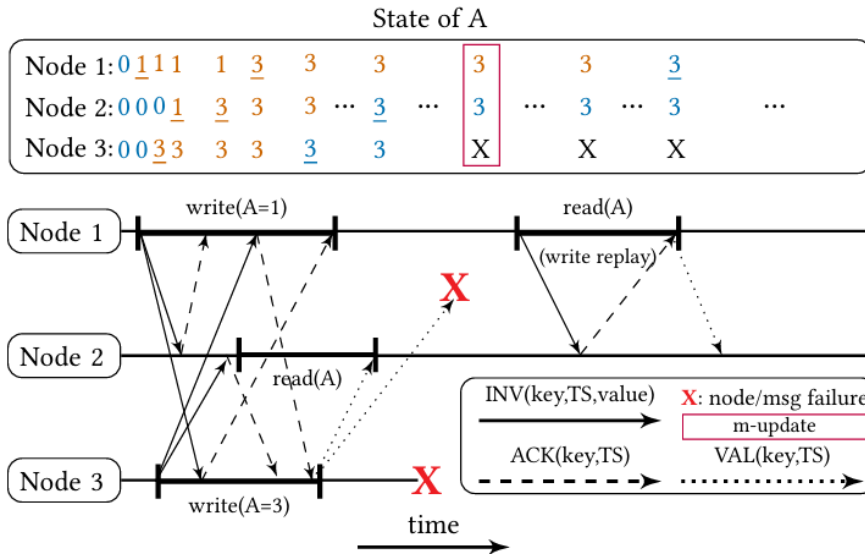 State of A
Node 1: 0 1 1 1 1 3 3 3 3 3 3
Node 2: 0 0 0 1 3 3 3 ... 3 ... 3 ... 3 ... 3 ...
Node 3: 0 0 3 3 3 3 3 3 X X X
write(A=1)
read(A)
Node 1
(write replay)
X
Node 2
read(A)
INV(key,TS,value)
X: node/msg failure
m-update
ACK(key,TS)
VAL(key,TS)
Node 3
X
write(A=3)
time